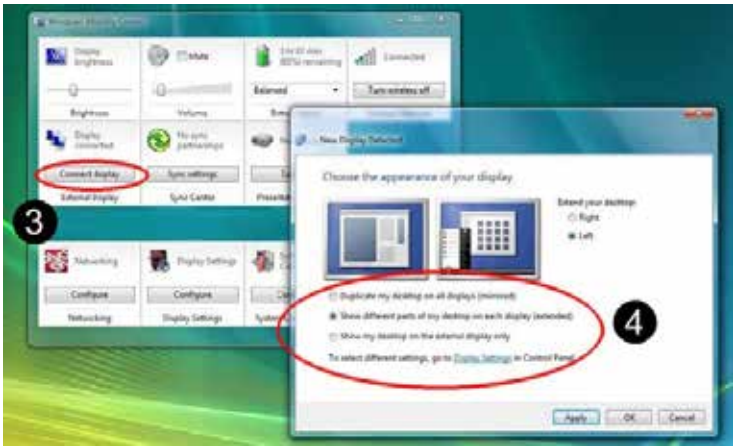 Windows Mobility Center
Display brightness
Mute
remaining
Connected
Balanced
Turn wireless off
Brightness
Volume
Display connected
No sync partnerships
Connect display
Sync settings
External display
Sync Center
3
Networking
Display Settings
Configure
Configure
Networking
Display Settings
New Display Detected
Choose the appearance of your display
Extend your desktop:
Right
Left
Duplicate my desktop on all displays (mirrored)
Show different parts of my desktop on each display (extended)
Show my desktop on the external display only
To select different settings, go to Display Settings in Control Panel.
4
Apply
OK
Cancel